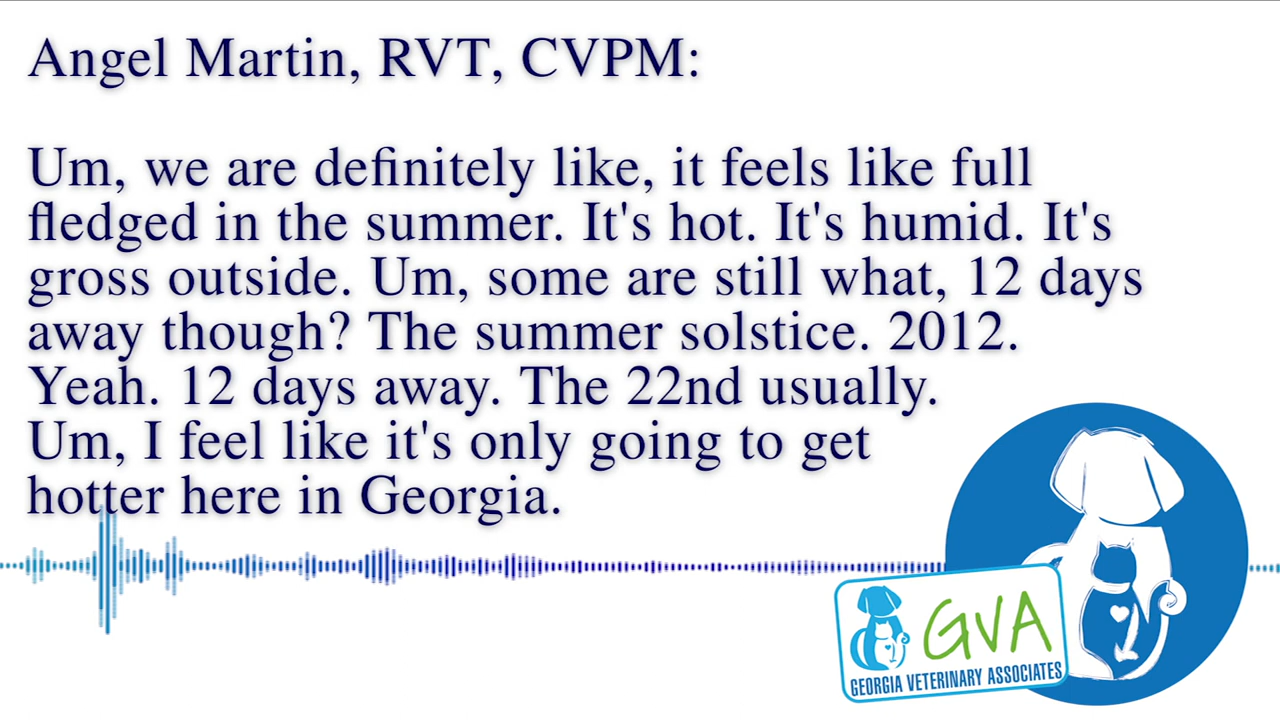 Angel Martin, RVT, CVPM:
Um, we are definitely like, it feels like full
fledged in the summer. It's hot. It's humid. It's
gross outside. Um, some are still what, 12 days
away though? The summer solstice. 2012.
Yeah. 12 days away. The 22nd usually.
Um, I feel like it's only going to get
hotter here in Georgia.
GVA
GEORGIA VETERINARY ASSOCIATES